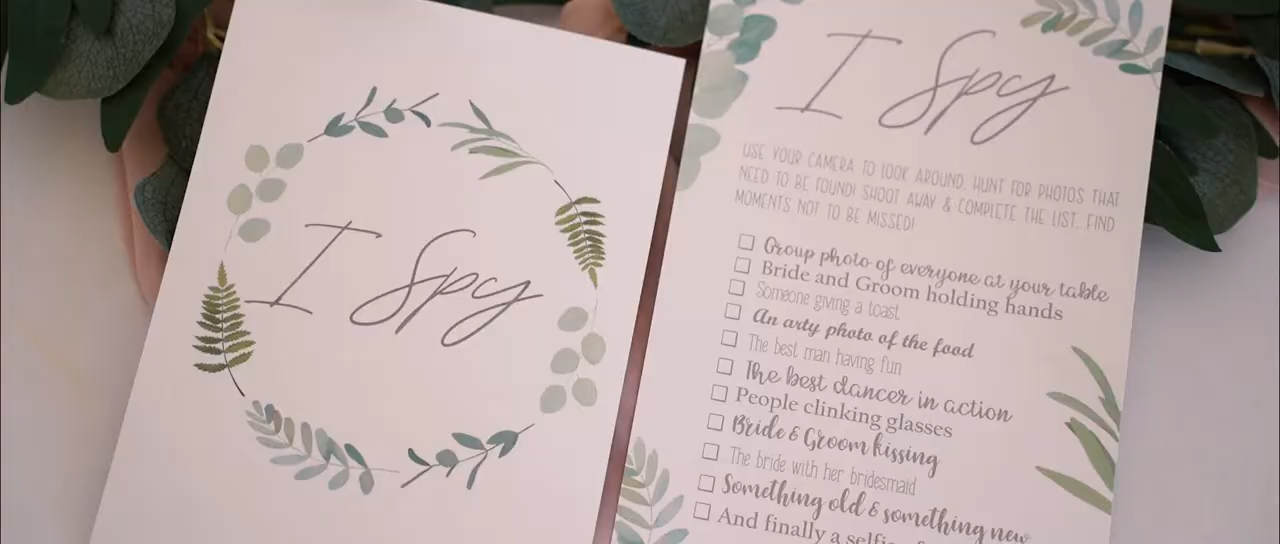 I Spy
I Spy
USE YOUR CAMERA TO LOOK AROUND, HUNT FOR PHOTOS THAT
NEED TO BE FOUND! SHOOT AWAY & COMPLETE THE LIST, FIND
MOMENTS NOT TO BE MISSED!
Group photo of everyone at your table
Bride and Groom holding hands
Someone giving a toast
An arty photo of the food
The best man having fun
The best dancer in action
People clinking glasses
Bride & Groom kissing
The bride with her bridesmaid
Something old & something new
And finally a selfie